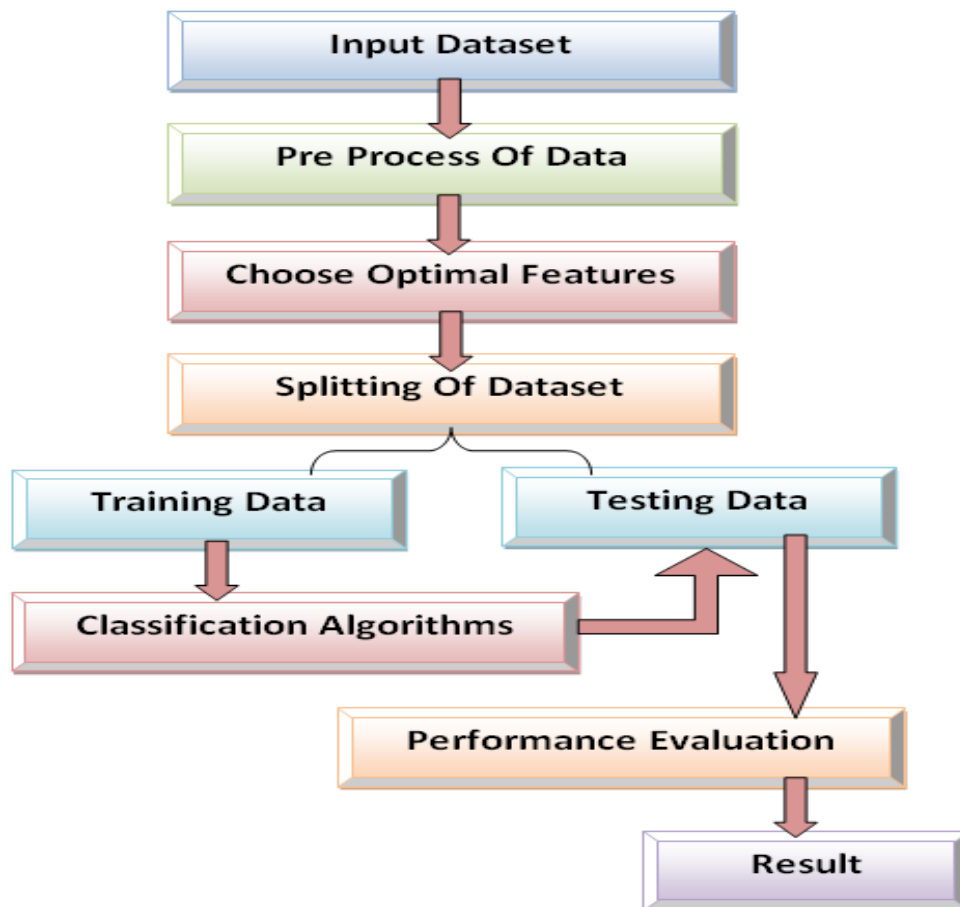 Input Dataset
Pre Process Of Data
Choose Optimal Features
Splitting Of Dataset
Training Data
Testing Data
Classification Algorithms
Performance Evaluation
Result